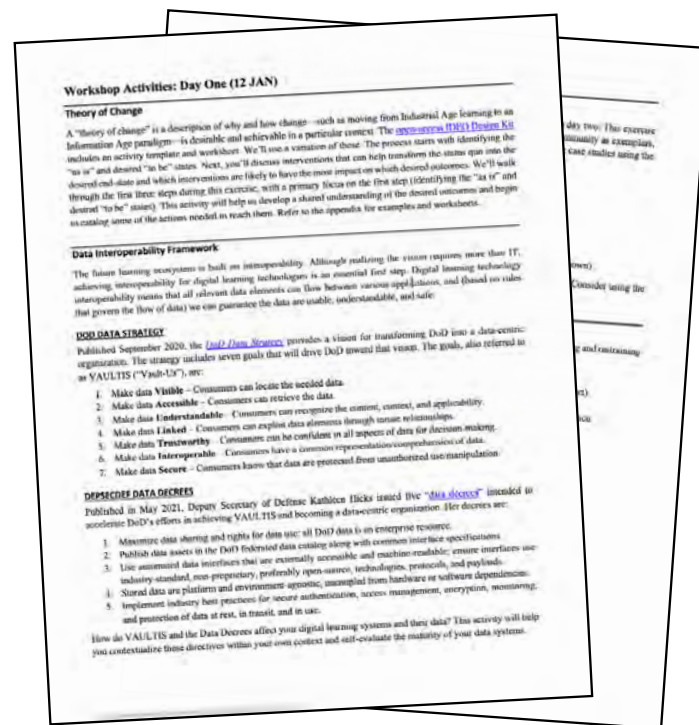 Workshop Activities: Day One (12 JAN)
Theory of Change
A "theory of change" is a description of why and how change—such as moving from Industrial Age learning to an
Information Age paradigm—is desirable and achievable in a particular context. The open-access IDEO Design Kit
includes an activity template and worksheet. We'll use a variation of these. The process starts with identifying the
"as is" and desired "to be" states. Next, you'll discuss interventions that can help transform the status quo into the
desired end-state and which interventions are likely to have the most impact on which desired outcomes. We'll walk
through the first three steps during this exercise, with a primary focus on the first step (identifying the "as is" and
desired "to be" states). This activity will help us develop a shared understanding of the desired outcomes and begin
to catalog some of the actions needed to reach them. Refer to the appendix for examples and worksheets.
Data Interoperability Framework
The future learning ecosystem is built on interoperability. Although realizing the vision requires more than IT,
achieving interoperability for digital learning technologies is an essential first step. Digital learning technology
interoperability means that all relevant data elements can flow between various applications, and (based on rules
that govern the flow of data) we can guarantee the data are usable, understandable, and safe.
DOD DATA STRATEGY
Published September 2020, the DoD Data Strategy provides a vision for transforming DoD into a data-centric
organization. The strategy includes seven goals that will drive DoD toward that vision. The goals, also referred to
as VAULTIS ("Vault-Us"), are:
1. Make data Visible – Consumers can locate the needed data.
2. Make data Accessible – Consumers can retrieve the data.
3. Make data Understandable – Consumers can recognize the content, context, and applicability.
4. Make data Linked – Consumers can exploit data elements through innate relationships.
5. Make data Trustworthy – Consumers can be confident in all aspects of data for decision-making.
6. Make data Interoperable – Consumers have a common representation/comprehension of data.
7. Make data Secure – Consumers know that data are protected from unauthorized use/manipulation.
DEPSECDEF DATA DECREES
Published in May 2021, Deputy Secretary of Defense Kathleen Hicks issued five "data decrees" intended to
accelerate DoD's efforts in achieving VAULTIS and becoming a data-centric organization. Her decrees are:
1. Maximize data sharing and rights for data use: all DoD data is an enterprise resource.
2. Publish data assets in the DoD federated data catalog along with common interface specifications.
3. Use automated data interfaces that are externally accessible and machine-readable; ensure interfaces use
industry-standard, non-proprietary, preferably open-source, technologies, protocols, and payloads.
4. Stored data are platform and environment-agnostic, uncoupled from hardware or software dependencies.
5. Implement industry best practices for secure authentication, access management, encryption, monitoring,
and protection of data at rest, in transit, and in use.
How do VAULTIS and the Data Decrees affect your digital learning systems and their data? This activity will help
you contextualize these directives within your own context and self-evaluate the maturity of your data systems.
day two. This exercise
community as exemplars,
case studies using the
Consider using the
and restraining